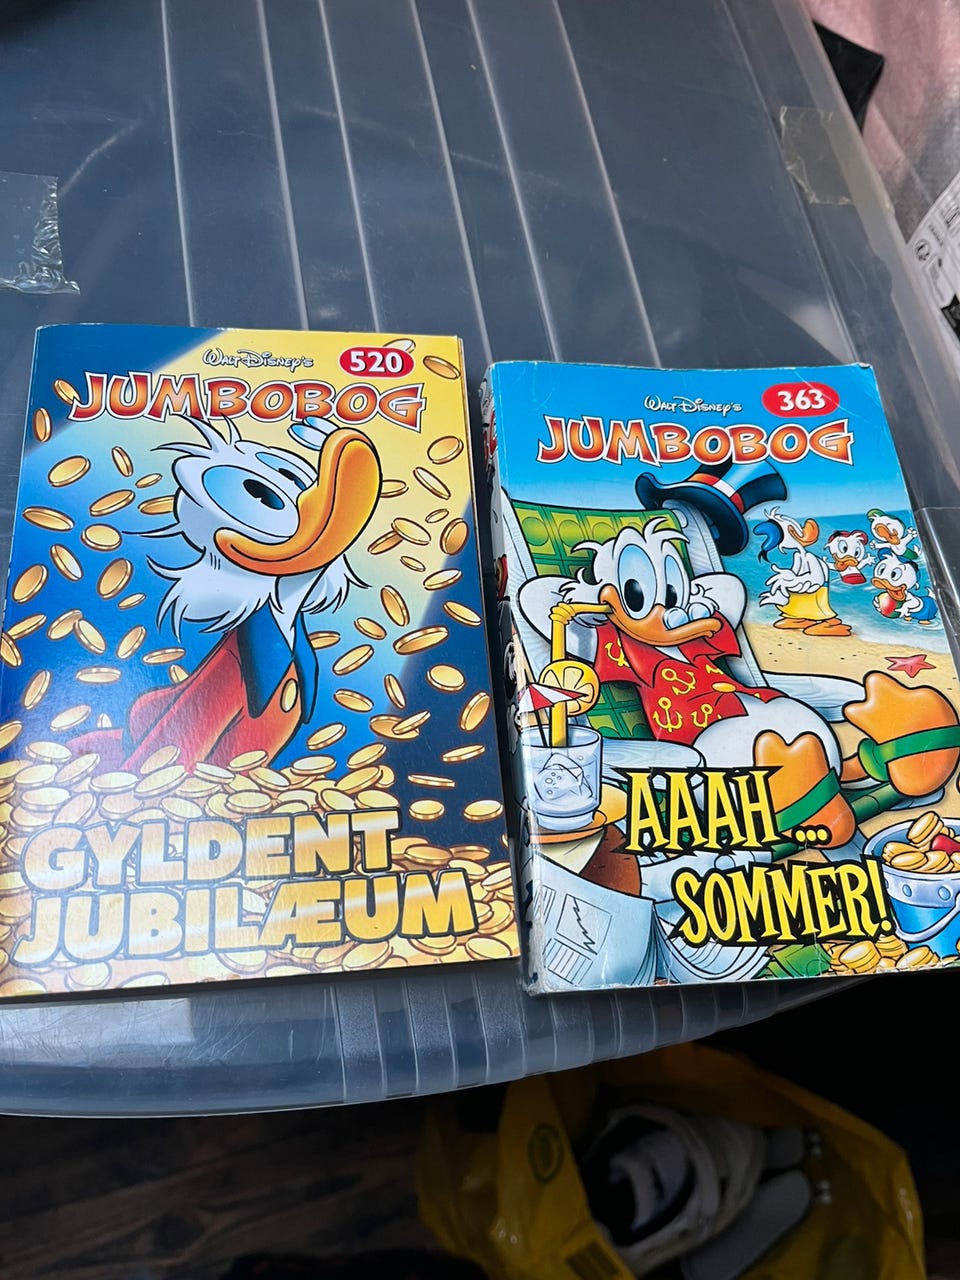 WALT DISNEY'S
520
JUMBOBOG
GYLDENT
JUBILÆUM
WALT DISNEY'S
363
JUMBOBOG
AAAH...
SOMMER!